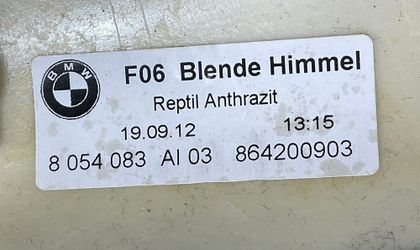 BMW
F06 Blende Himmel
Reptil Anthrazit
19.09.12 13:15
8 054 083 AI 03 864200903